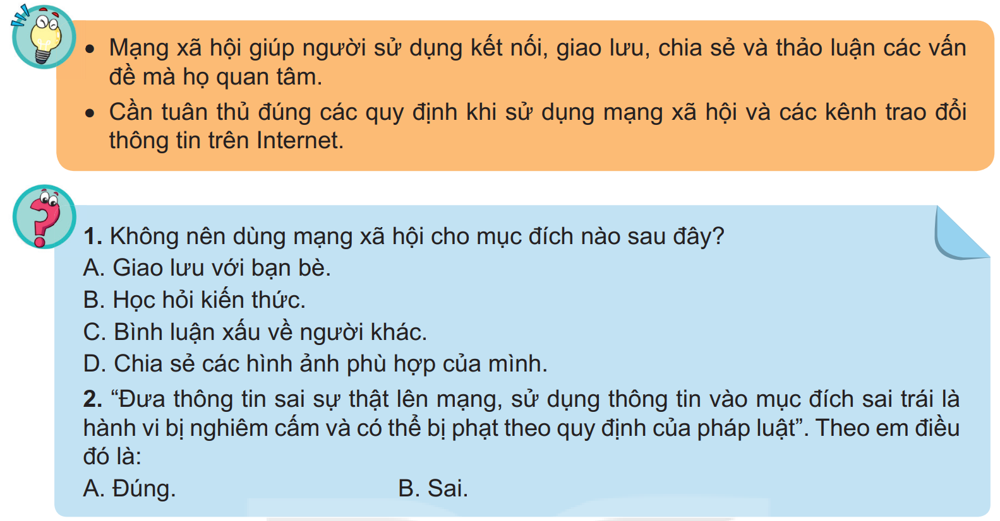 • Mạng xã hội giúp người sử dụng kết nối, giao lưu, chia sẻ và thảo luận các vấn
đề mà họ quan tâm.
• Cần tuân thủ đúng các quy định khi sử dụng mạng xã hội và các kênh trao đổi
thông tin trên Internet.
1. Không nên dùng mạng xã hội cho mục đích nào sau đây?
A. Giao lưu với bạn bè.
B. Học hỏi kiến thức.
C. Bình luận xấu về người khác.
D. Chia sẻ các hình ảnh phù hợp của mình.
2. “Đưa thông tin sai sự thật lên mạng, sử dụng thông tin vào mục đích sai trái là
hành vi bị nghiêm cấm và có thể bị phạt theo quy định của pháp luật”. Theo em điều
đó là:
A. Đúng. B. Sai.